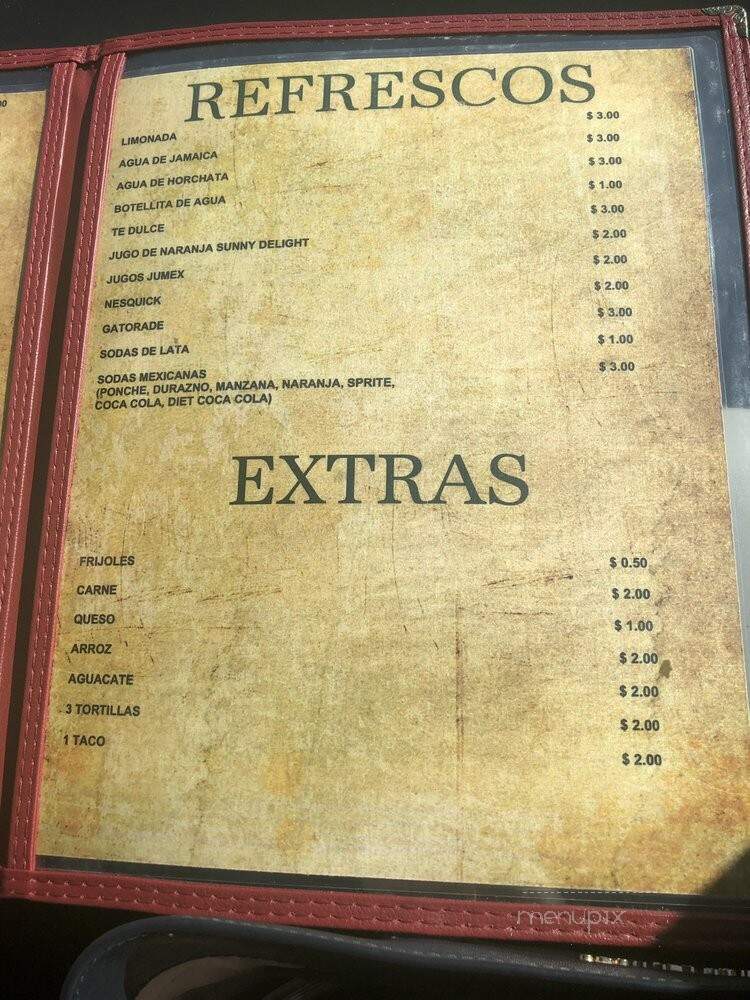 REFRESCOS
LIMONADA $ 3.00
AGUA DE JAMAICA $ 3.00
AGUA DE HORCHATA $ 3.00
BOTELLITA DE AGUA $ 1.00
TE DULCE $ 3.00
JUGO DE NARANJA SUNNY DELIGHT $ 2.00
JUGOS JUMEX $ 2.00
NESQUICK $ 2.00
GATORADE $ 3.00
SODAS DE LATA $ 1.00
SODAS MEXICANAS $ 3.00
(PONCHE, DURAZNO, MANZANA, NARANJA, SPRITE,
COCA COLA, DIET COCA COLA)
EXTRAS
FRIJOLES $ 0.50
CARNE $ 2.00
QUESO $ 1.00
ARROZ $ 2.00
AGUACATE $ 2.00
3 TORTILLAS $ 2.00
1 TACO $ 2.00
menupix